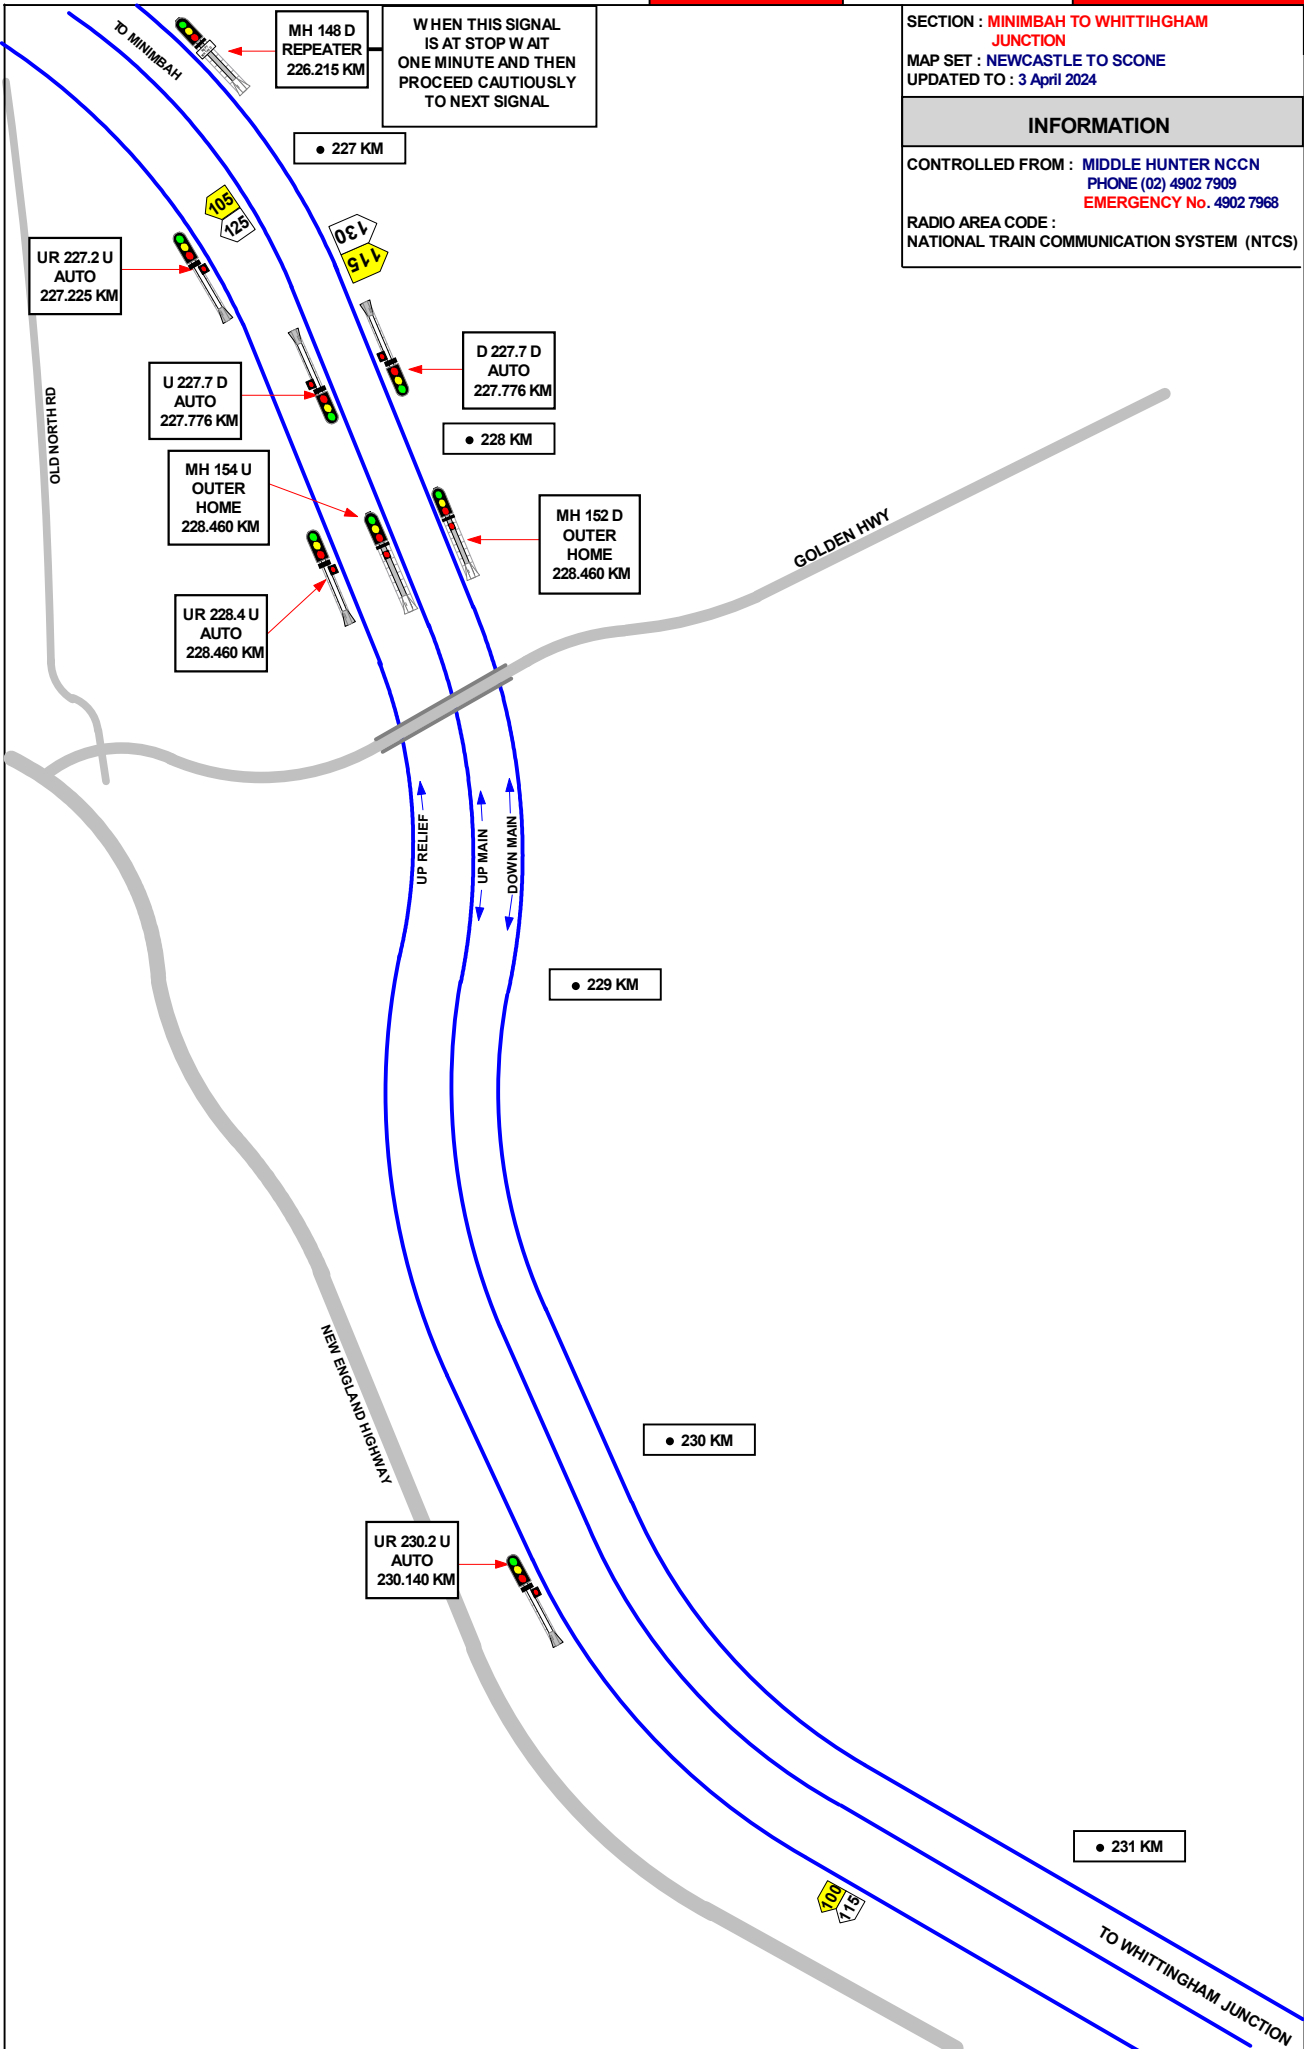 TO MINIMBAH
MH 148 D
REPEATER
226.215 KM
WHEN THIS SIGNAL
IS AT STOP WAIT
ONE MINUTE AND THEN
PROCEED CAUTIOUSLY
TO NEXT SIGNAL
SECTION : MINIMBAH TO WHITTIHGHAM
JUNCTION
MAP SET : NEWCASTLE TO SCONE
UPDATED TO : 3 April 2024
INFORMATION
CONTROLLED FROM : MIDDLE HUNTER NCCN
PHONE (02) 4902 7909
EMERGENCY No. 4902 7968
RADIO AREA CODE :
NATIONAL TRAIN COMMUNICATION SYSTEM (NTCS)
• 227 KM
105
125
130
115
UR 227.2 U
AUTO
227.225 KM
D 227.7 D
AUTO
227.776 KM
U 227.7 D
AUTO
227.776 KM
OLD NORTH RD
• 228 KM
MH 154 U
OUTER
HOME
228.460 KM
MH 152 D
OUTER
HOME
228.460 KM
GOLDEN HWY
UR 228.4 U
AUTO
228.460 KM
UP RELIEF
UP MAIN
DOWN MAIN
• 229 KM
NEW ENGLAND HIGHWAY
• 230 KM
UR 230.2 U
AUTO
230.140 KM
• 231 KM
100
115
TO WHITTINGHAM JUNCTION